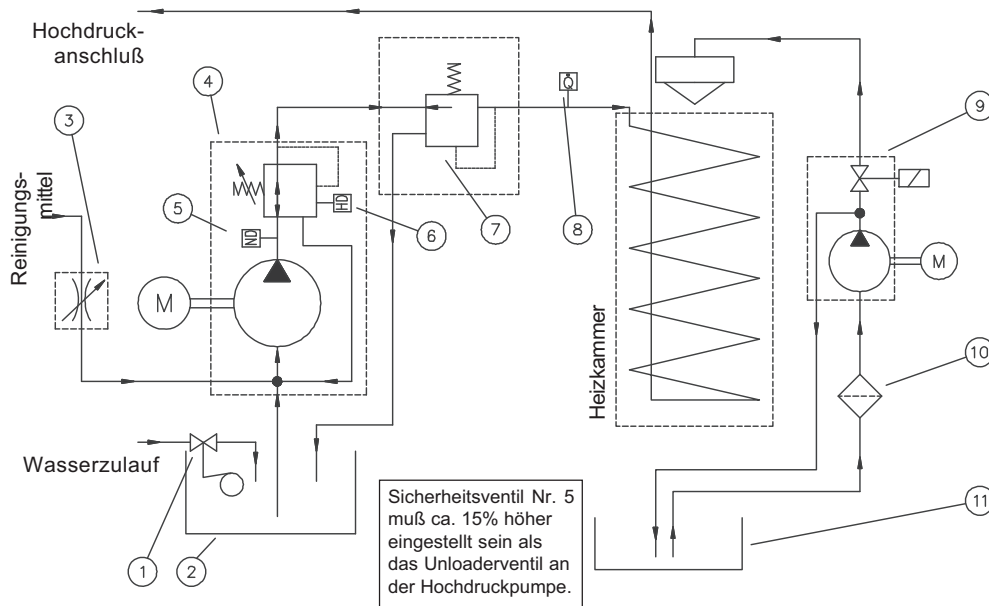 Hochdruck-
anschluß
4
3
9
Reinigungs-
mittel
5
ND
HD
6
7
Q̇
8
M
M
Heizkammer
10
Wasserzulauf
1
2
Sicherheitsventil Nr. 5
muß ca. 15% höher
eingestellt sein als
das Unloaderventil an
der Hochdruckpumpe.
11